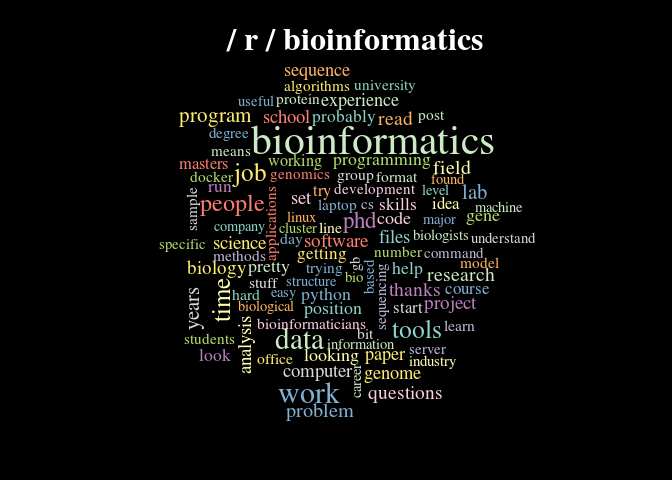 / r / bioinformatics
sequence
algorithms university
useful protein experience
program school probably read post
degree bioinformatics
means working programming
masters job genomics group format field
docker run try development found level lab
sample people set laptop cs skills idea machine
applications linux phd code major gene
company cluster line
specific science day software files biologists understand
methods getting number command
biology pretty trying gb based help research model
stuff structure bio sequencing thanks course
years time hard easy python
biological position start project
bioinformaticians bit tools learn
students analysis data information
look office looking paper server industry
computer career genome
work questions
problem